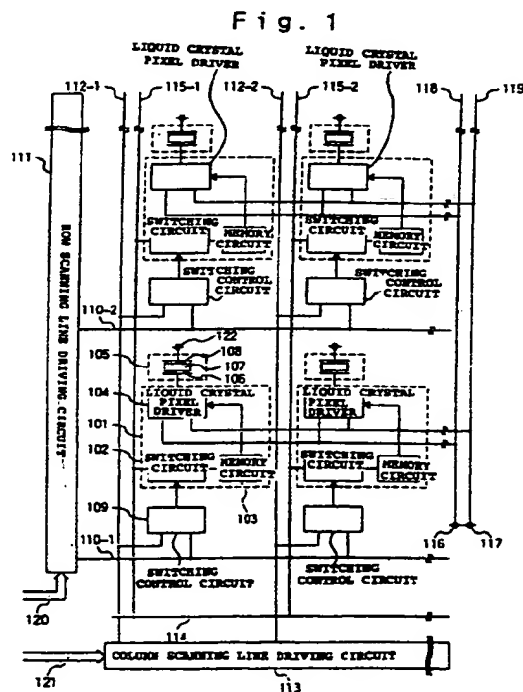 Fig. 1
LIQUID CRYSTAL
PIXEL DRIVER
LIQUID CRYSTAL
PIXEL DRIVER
112-1
115-1
112-2
115-2
118
119
111
ROW SCANNING LINE DRIVING CIRCUIT
SWITCHING
CIRCUIT
MEMORY
CIRCUIT
SWITCHING
CIRCUIT
MEMORY
CIRCUIT
SWITCHING
CONTROL
CIRCUIT
SWITCHING
CONTROL
CIRCUIT
110-2
122
105
108
107
106
104
LIQUID CRYSTAL
PIXEL
DRIVER
LIQUID CRYSTAL
PIXEL
DRIVER
101
102
SWITCHING
CIRCUIT
MEMORY
CIRCUIT
SWITCHING
CIRCUIT
MEMORY
CIRCUIT
103
109
116
117
110-1
SWITCHING
CONTROL CIRCUIT
SWITCHING
CONTROL CIRCUIT
120
114
121
COLUMN SCANNING LINE DRIVING CIRCUIT
113